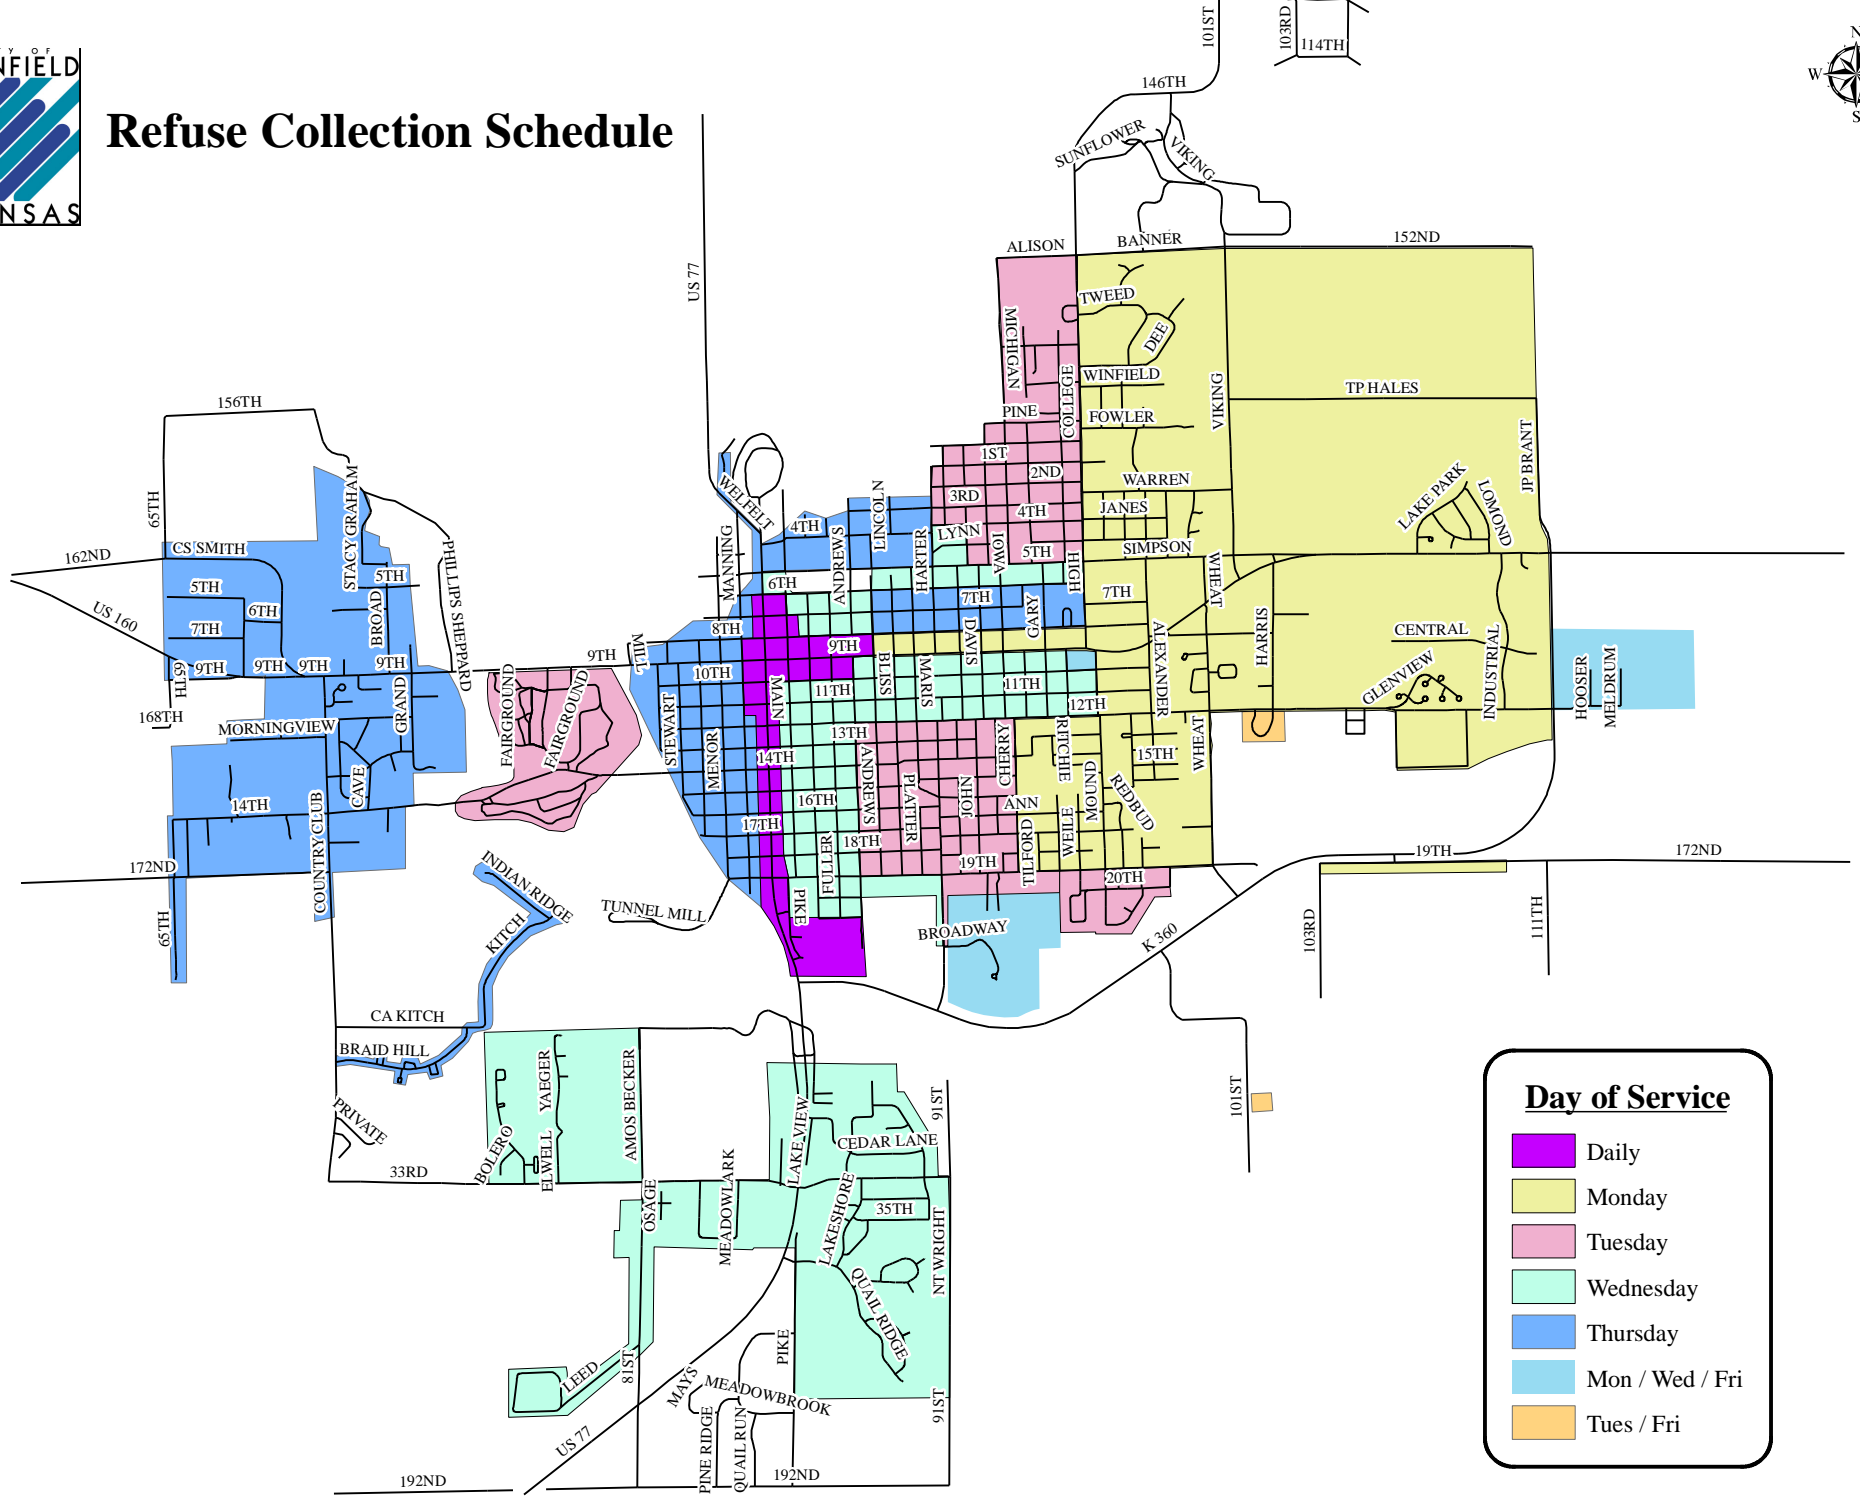 Y OF
NFIELD
NSAS
Refuse Collection Schedule
N
W
S
101ST
103RD
114TH
146TH
SUNFLOWER
VIKING
ALISON
BANNER
152ND
US 77
TWEED
DEE
MICHIGAN
WINFIELD
COLLEGE
VIKING
TP HALES
PINE
FOWLER
JP BRANT
156TH
1ST
2ND
WARREN
3RD
4TH
JANES
LAKE PARK
LOMOND
65TH
STACY GRAHAM
WELFELT
LINCOLN
4TH
LYNN
IOWA
5TH
SIMPSON
162ND
CS SMITH
PHILLIPS SHEPPARD
MANNING
ANDREWS
HARTER
HIGH
WHEAT
5TH
5TH
6TH
7TH
7TH
US 160
6TH
BROAD
GARY
HARRIS
7TH
8TH
9TH
DAVIS
ALEXANDER
CENTRAL
INDUSTRIAL
65TH
9TH
9TH
9TH
9TH
9TH
MILL
10TH
BLISS
MARIS
11TH
11TH
GLENVIEW
HOOSER
MELDRUM
168TH
MORNINGVIEW
GRAND
FAIRGROUND
FAIRGROUND
STEWART
MAIN
12TH
13TH
CHERRY
RITCHIE
WHEAT
15TH
MENOR
14TH
ANDREWS
PLATTER
JOHN
MOUND
REDBUD
14TH
CAVE
COUNTRY CLUB
16TH
ANN
17TH
18TH
TILFORD
WEILE
FULLER
19TH
20TH
19TH
172ND
172ND
65TH
INDIAN RIDGE
KITCH
TUNNEL MILL
PIKE
BROADWAY
K 360
103RD
111TH
CA KITCH
BRAID HILL
PRIVATE
33RD
BOLERO
YAEGER
ELWELL
AMOS BECKER
LAKE VIEW
91ST
CEDAR LANE
101ST
OSAGE
MEADOWLARK
LAKESHORE
35TH
NT WRIGHT
QUAIL RIDGE
PIKE
LEED
81ST
MAYS
MEADOWBROOK
91ST
US 77
PINE RIDGE
QUAIL RUN
192ND
192ND
Day of Service
Daily
Monday
Tuesday
Wednesday
Thursday
Mon / Wed / Fri
Tues / Fri